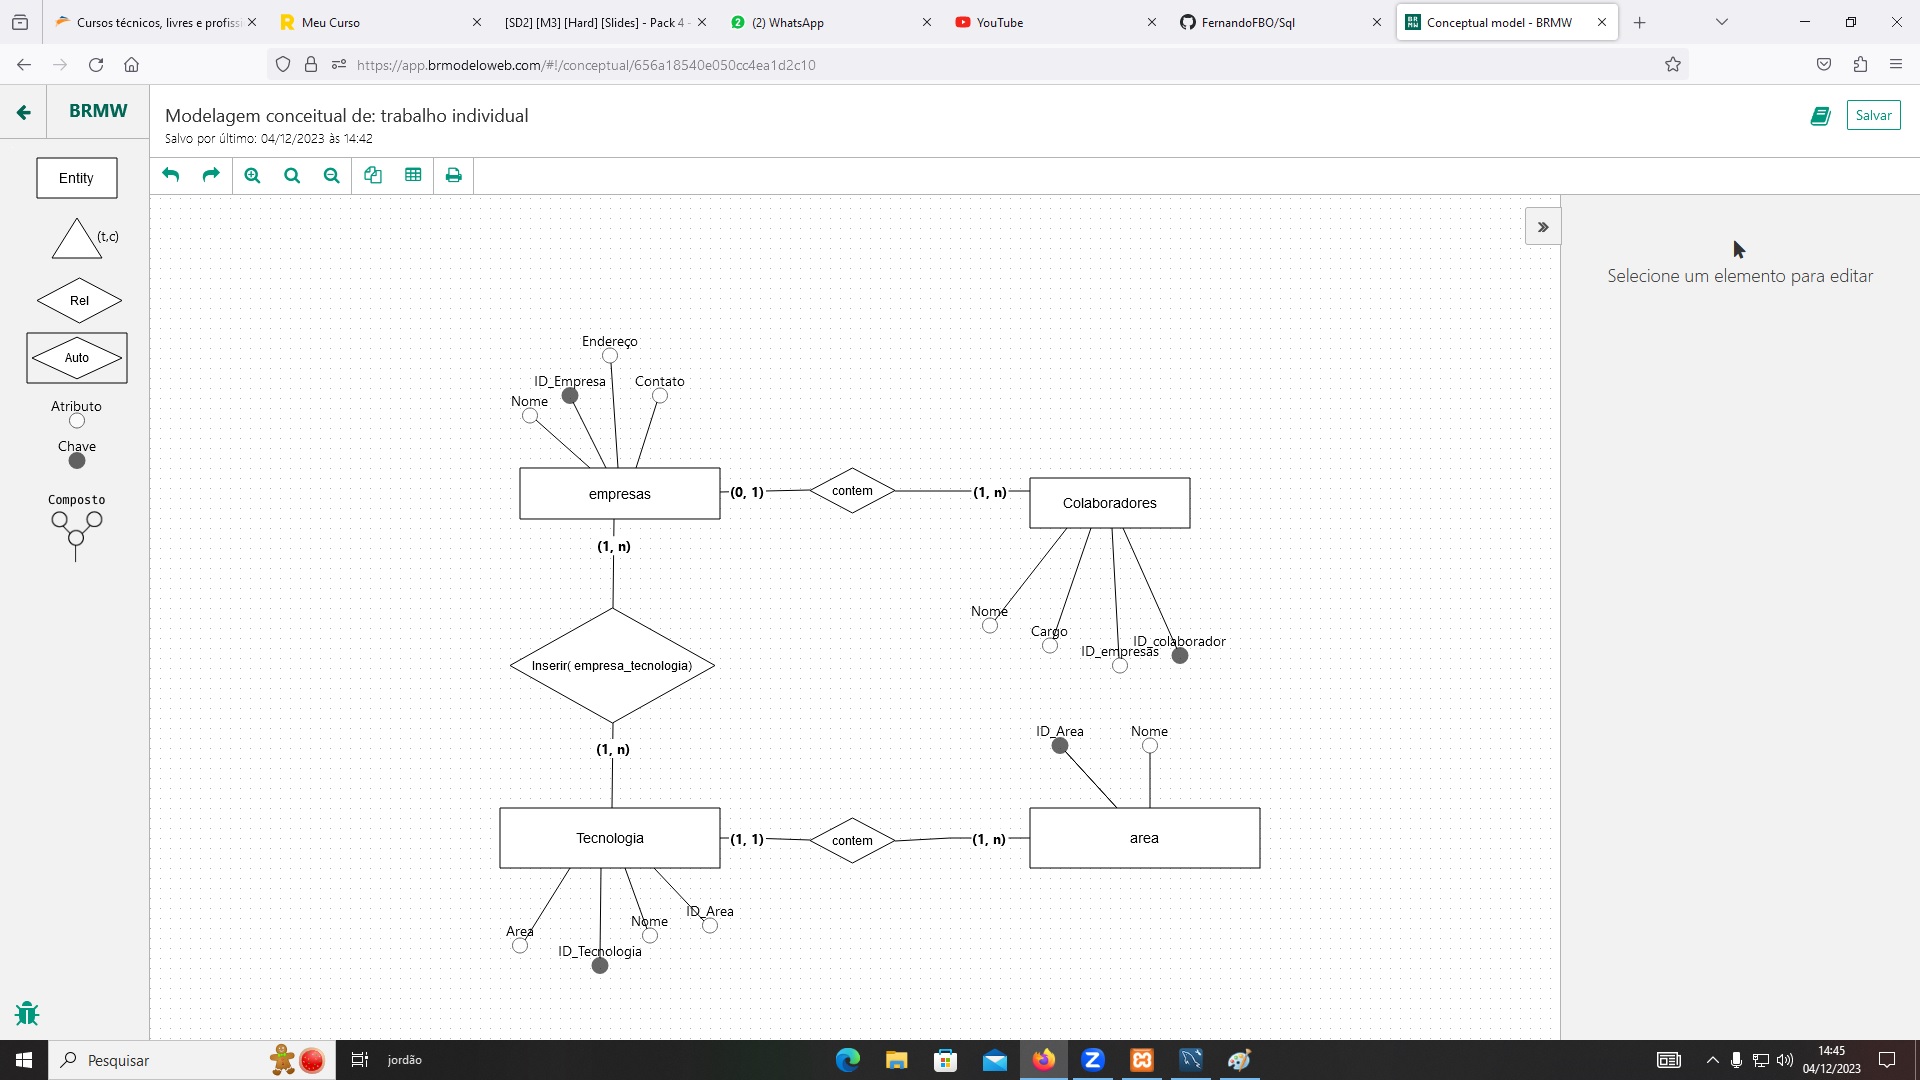 Cursos técnicos, livres e profissi
Meu Curso
[SD2] [M3] [Hard] [Slides] - Pack 4 -
(2) WhatsApp
YouTube
FernandoFBO/Sql
Conceptual model - BRMW
https://app.brmodeloweb.com/#!/conceptual/656a18540e050cc4ea1d2c10
BRMW
Modelagem conceitual de: trabalho individual
Salvo por último: 04/12/2023 às 14:42
Salvar
Entity
(t,c)
Rel
Auto
Atributo
Chave
Composto
Selecione um elemento para editar
Endereço
ID_Empresa
Contato
Nome
empresas
(0, 1)
contem
(1, n)
Colaboradores
(1, n)
Nome
Cargo
ID_empresas
ID_colaborador
Inserir( empresa_tecnologia)
(1, n)
ID_Area
Nome
Tecnologia
(1, 1)
contem
(1, n)
area
Area
ID_Tecnologia
Nome
ID_Area
Pesquisar
jordão
14:45
04/12/2023